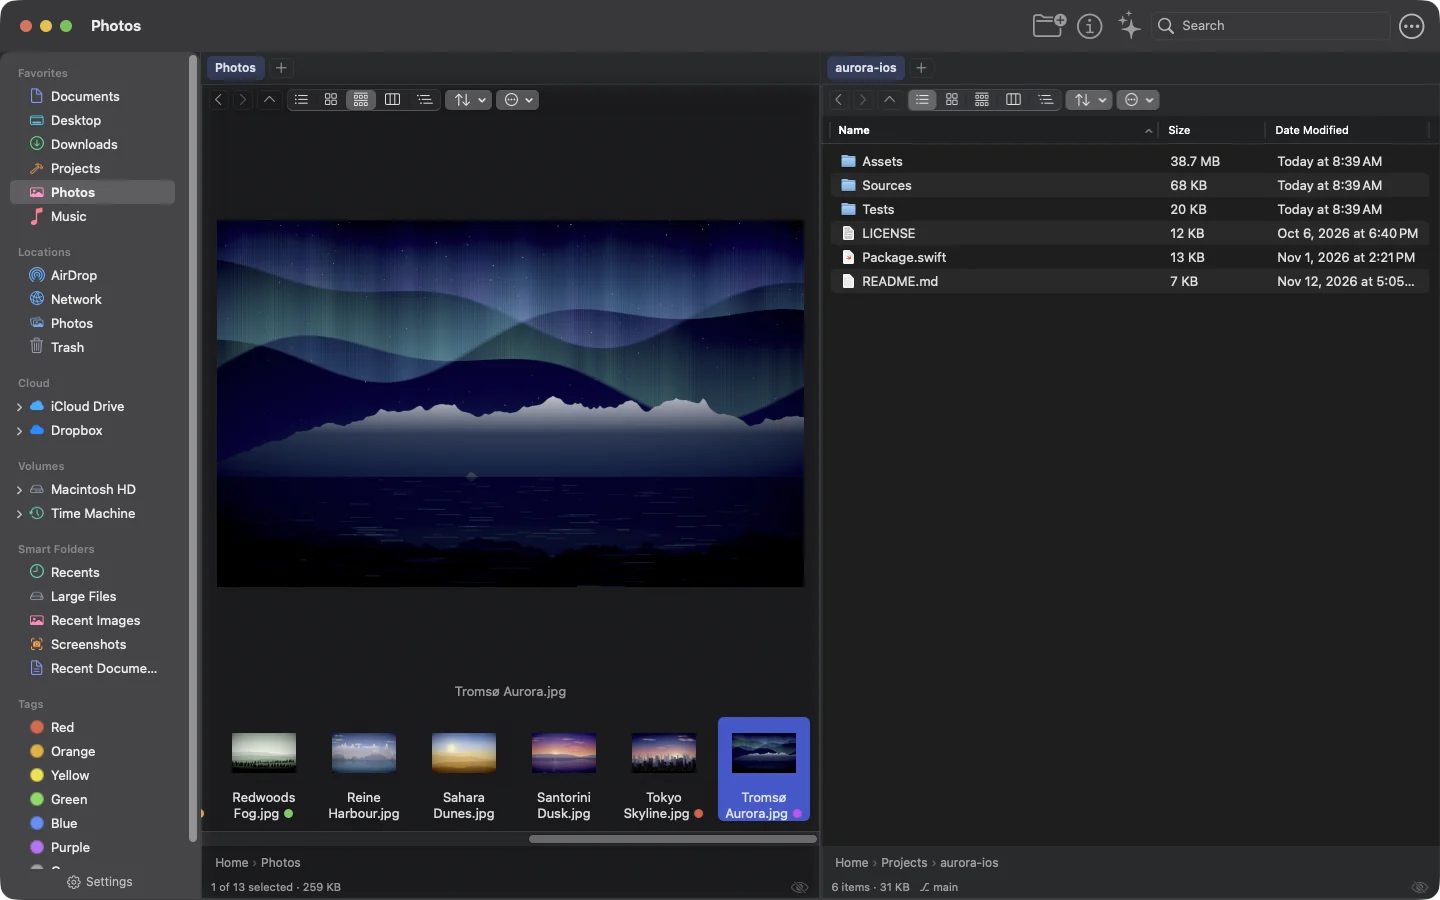 Photos
Search
Favorites
Documents
Desktop
Downloads
Projects
Photos
Music
Locations
AirDrop
Network
Photos
Trash
Cloud
iCloud Drive
Dropbox
Volumes
Macintosh HD
Time Machine
Smart Folders
Recents
Large Files
Recent Images
Screenshots
Recent Docume...
Tags
Red
Orange
Yellow
Green
Blue
Purple
Settings
Photos
Tromsø Aurora.jpg
Redwoods
Fog.jpg
Reine
Harbour.jpg
Sahara
Dunes.jpg
Santorini
Dusk.jpg
Tokyo
Skyline.jpg
Tromsø
Aurora.jpg
Home › Photos
1 of 13 selected · 259 KB
aurora-ios
Name Size Date Modified
Assets 38.7 MB Today at 8:39 AM
Sources 68 KB Today at 8:39 AM
Tests 20 KB Today at 8:39 AM
LICENSE 12 KB Oct 6, 2026 at 6:40 PM
Package.swift 13 KB Nov 1, 2026 at 2:21 PM
README.md 7 KB Nov 12, 2026 at 5:05...
Home › Projects › aurora-ios
6 items · 31 KB main